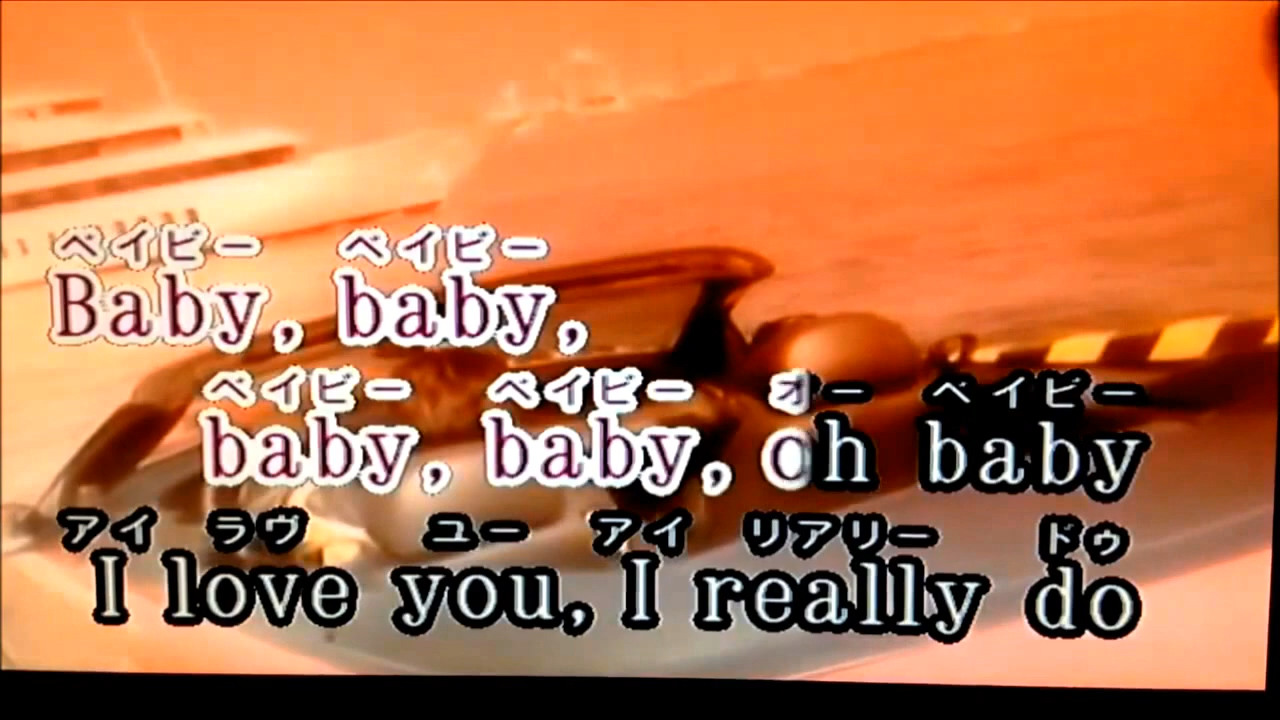 ベイビー ベイビー
Baby, baby,
ベイビー ベイビー オー ベイビー
baby, baby, oh baby
アイ ラヴ ユー アイ リアリー ドゥ
I love you, I really do